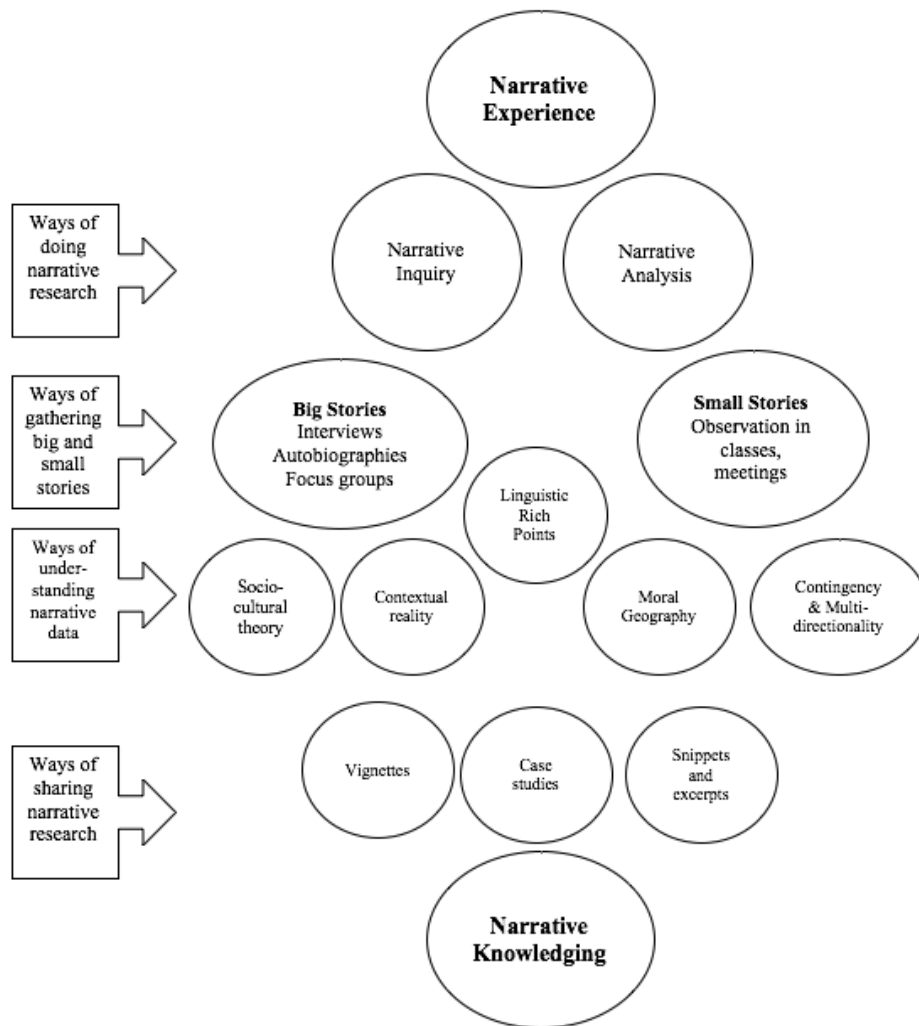 Narrative
Experience
Ways of
doing
narrative
research
Narrative
Inquiry
Narrative
Analysis
Ways of
gathering
big and
small
stories
Big Stories
Interviews
Autobiographies
Focus groups
Small Stories
Observation in
classes,
meetings
Linguistic
Rich
Points
Ways of
under-
standing
narrative
data
Socio-
cultural
theory
Contextual
reality
Moral
Geography
Contingency
& Multi-
directionality
Ways of
sharing
narrative
research
Vignettes
Case
studies
Snippets
and
excerpts
Narrative
Knowledging